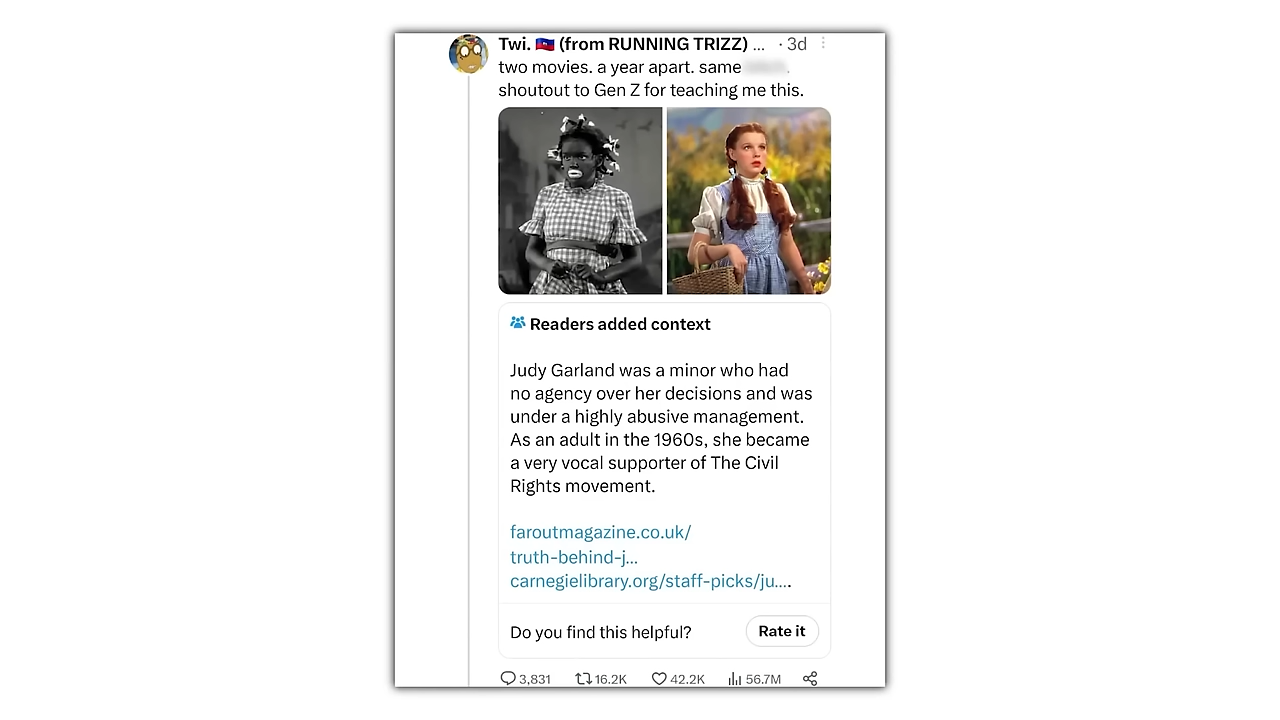 Twi. 🇭🇹 (from RUNNING TRIZZ) ... · 3d
two movies. a year apart. same
shoutout to Gen Z for teaching me this.
Readers added context
Judy Garland was a minor who had
no agency over her decisions and was
under a highly abusive management.
As an adult in the 1960s, she became
a very vocal supporter of The Civil
Rights movement.
faroutmagazine.co.uk/
truth-behind-j...
carnegielibrary.org/staff-picks/ju....
Do you find this helpful? Rate it
3,831 16.2K 42.2K 56.7M